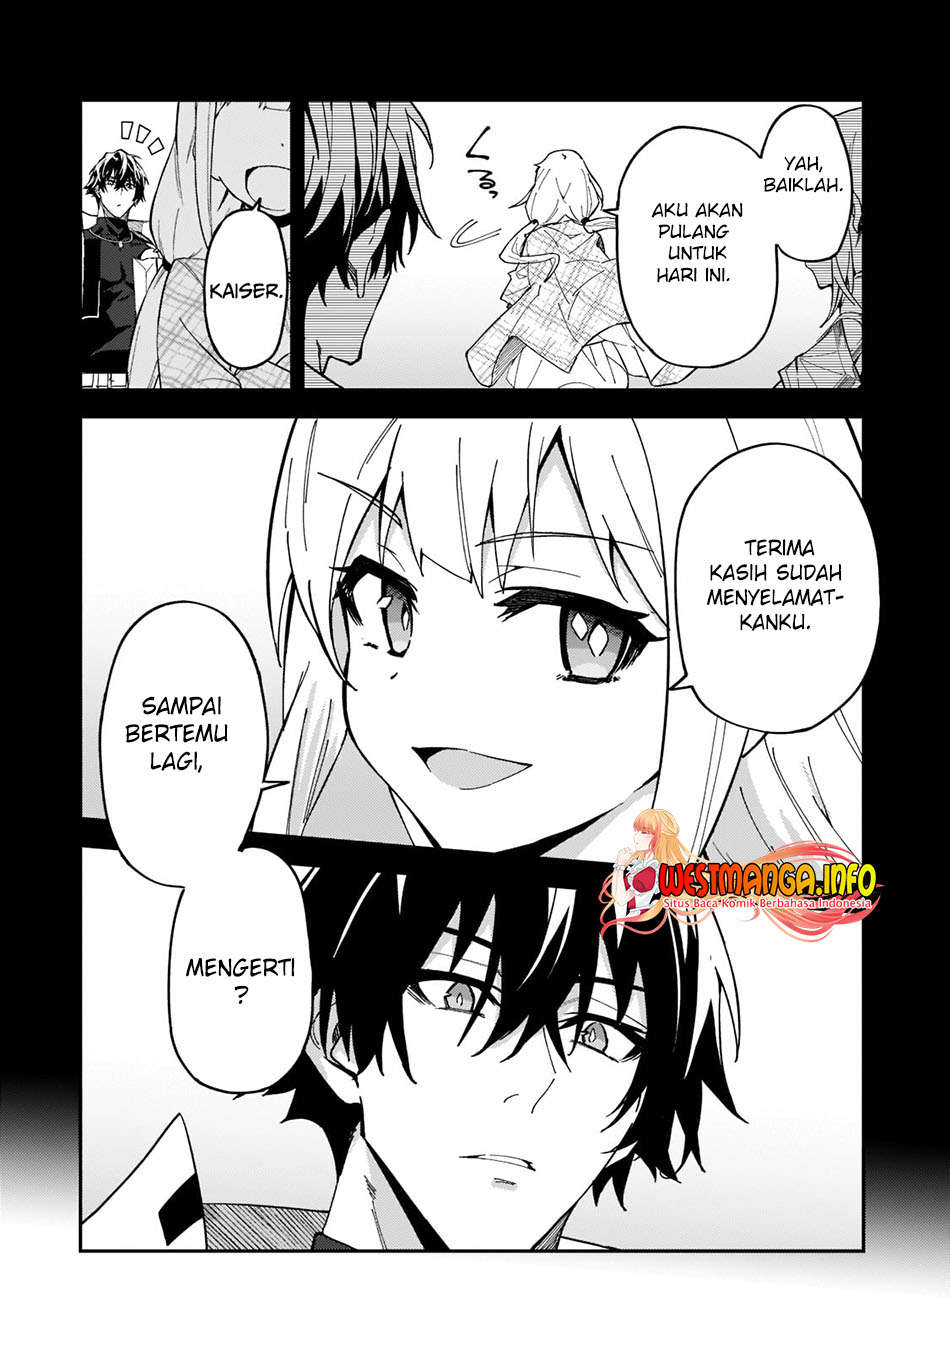 YAH,
BAIKLAH.
AKU AKAN
PULANG
UNTUK
HARI INI.
KAISER.
TERIMA
KASIH SUDAH
MENYELAMAT-
KANKU.
SAMPAI
BERTEMU
LAGI,
MENGERTI
?
WESTMANGA.INFO
Situs Baca Komik Berbahasa Indonesia